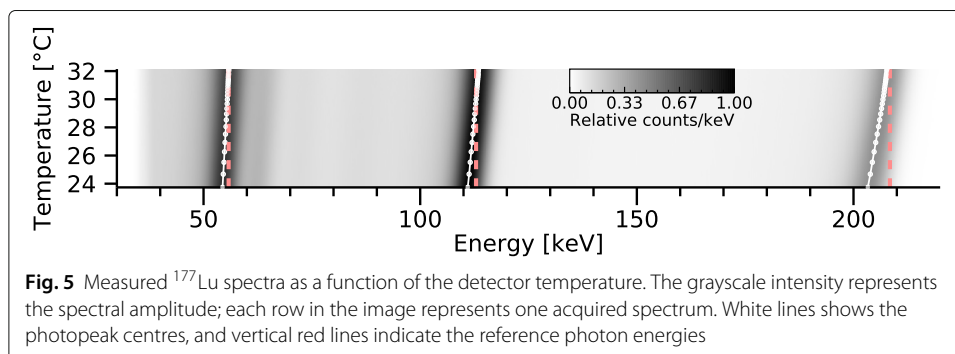 Temperature [°C]
32
30
28
26
24
0.00 0.33 0.67 1.00
Relative counts/keV
50 100 150 200
Energy [keV]
Fig. 5 Measured ¹⁷⁷Lu spectra as a function of the detector temperature. The grayscale intensity represents
the spectral amplitude; each row in the image represents one acquired spectrum. White lines shows the
photopeak centres, and vertical red lines indicate the reference photon energies